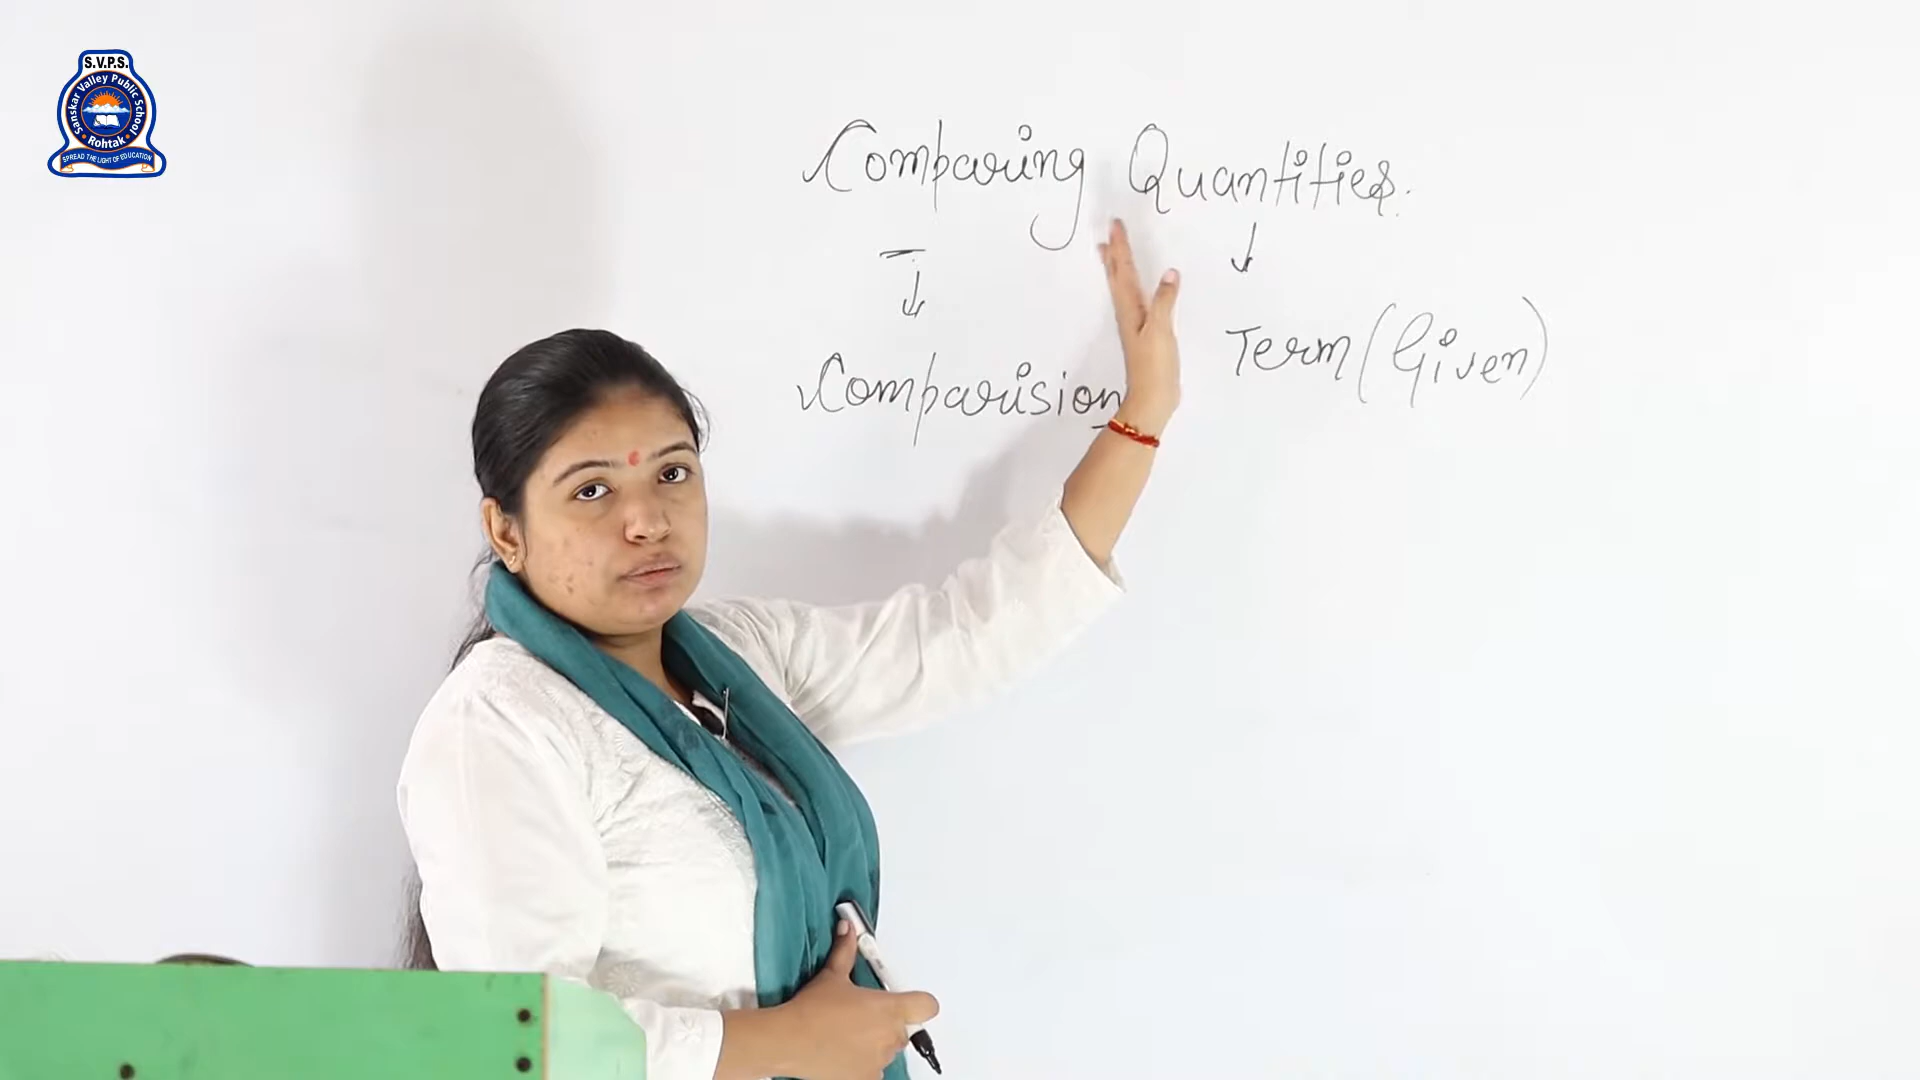 S.V.P.S.
Sanskar Valley Public School
Rohtak
SPREAD THE LIGHT OF EDUCATION
Comparing Quantities.
Comparision
Term (Given)